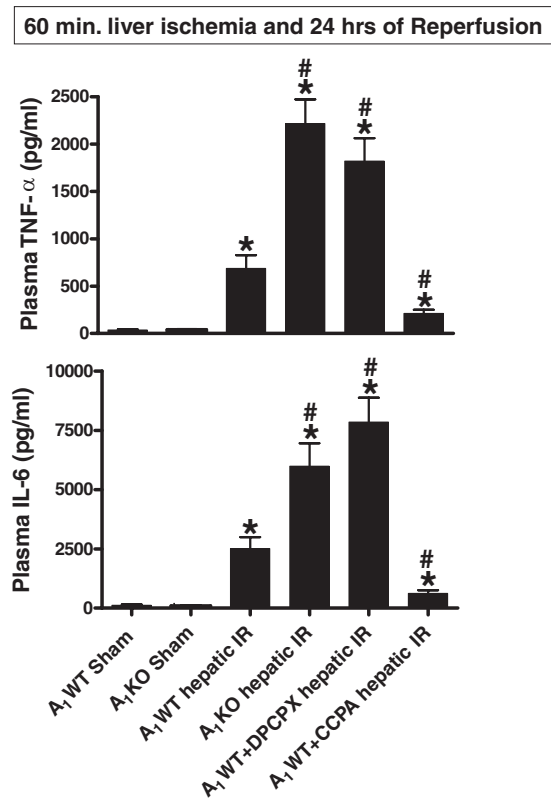 60 min. liver ischemia and 24 hrs of Reperfusion
Plasma TNF- α (pg/ml)
2500
2000
1500
1000
500
0
*
#
*
#
*
#
*
Plasma IL-6 (pg/ml)
10000
7500
5000
2500
0
*
#
*
#
*
#
*
A₁ WT Sham
A₁ KO Sham
A₁ WT hepatic IR
A₁ KO hepatic IR
A₁ WT+DPCPX hepatic IR
A₁ WT+CCPA hepatic IR